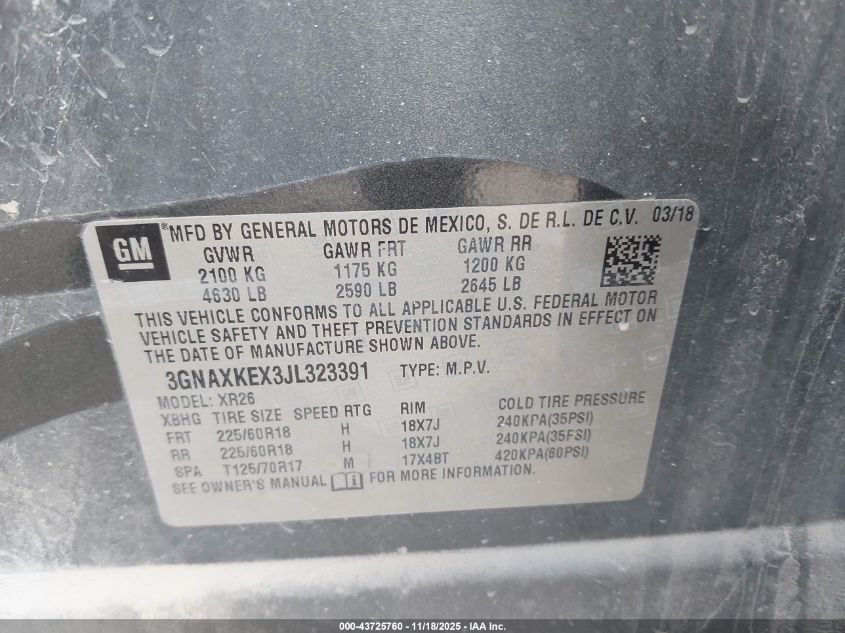 GM
® MFD BY GENERAL MOTORS DE MEXICO, S. DE R.L. DE C.V. 03/18
GVWR GAWR FRT GAWR RR
2100 KG 1175 KG 1200 KG
4630 LB 2590 LB 2645 LB
THIS VEHICLE CONFORMS TO ALL APPLICABLE U.S. FEDERAL MOTOR
VEHICLE SAFETY AND THEFT PREVENTION STANDARDS IN EFFECT ON
THE DATE OF MANUFACTURE SHOWN ABOVE.
3GNAXKEX3JL323391 TYPE: M.P.V.
MODEL: XR26
XBHG TIRE SIZE SPEED RTG RIM COLD TIRE PRESSURE
FRT 225/60R18 H 18X7J 240KPA(35PSI)
RR 225/60R18 H 18X7J 240KPA(35PSI)
SPA T125/70R17 M 17X4BT 420KPA(60PSI)
SEE OWNER'S MANUAL FOR MORE INFORMATION.
000-43725760 - 11/18/2025 - IAA Inc.